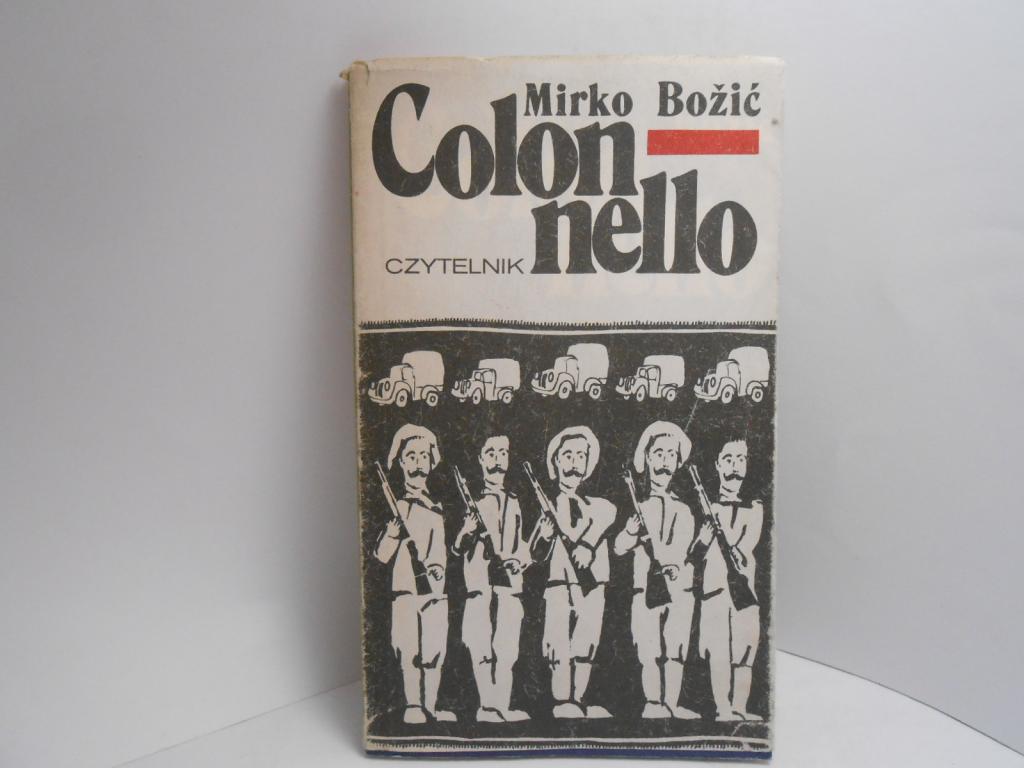 Mirko Božić
Colon
nello
CZYTELNIK